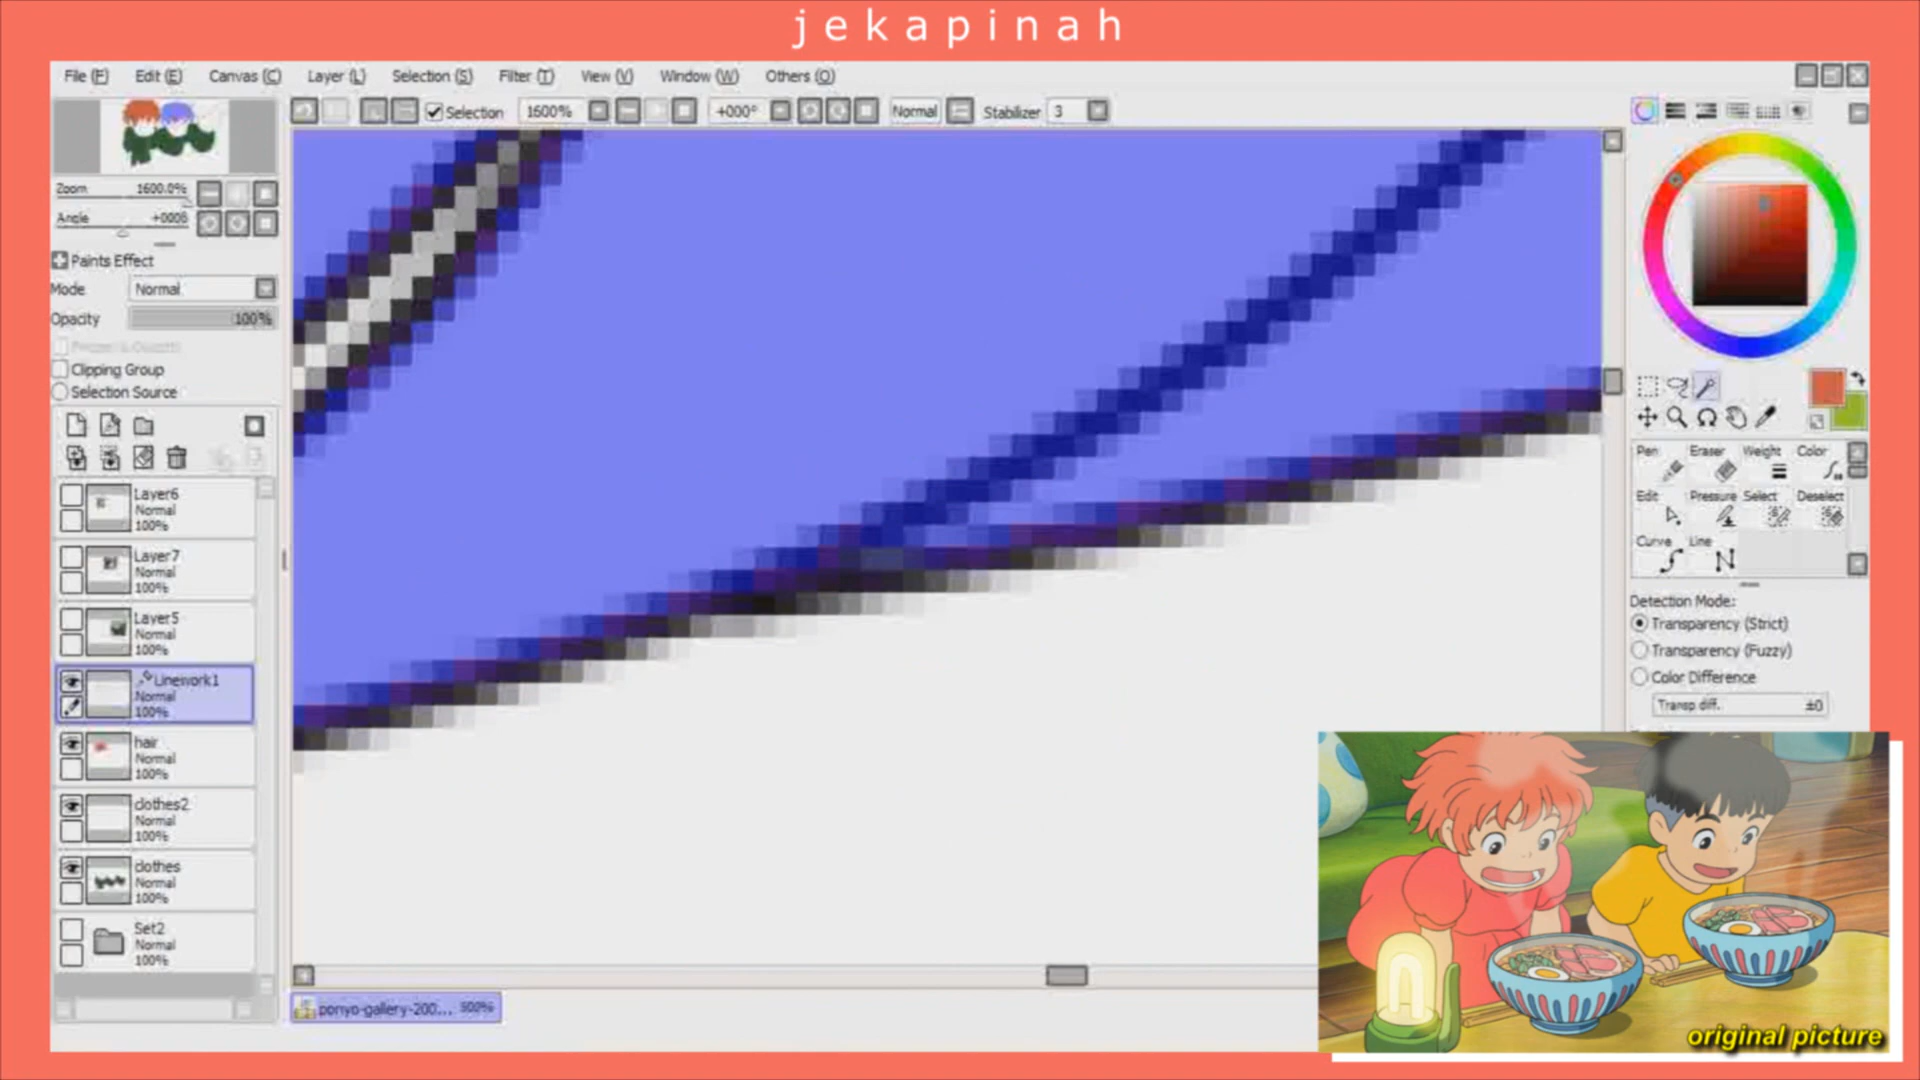 jekapinah
File (F) Edit (E) Canvas (C) Layer (L) Selection (S) Filter (T) View (V) Window (W) Others (O)
Selection 1600% +000° Normal Stabilizer 3
Zoom 1600.0%
Angle
Paints Effect
Mode Normal
Opacity 100%
Clipping Group
Selection Source
Layer6
Normal
100%
Layer7
Normal
100%
Layer5
Normal
100%
Linework1
Normal
100%
hair
Normal
100%
clothes2
Normal
100%
clothes
Normal
100%
Set2
Normal
100%
ponyo-gallery-200... 500%
Pen Eraser Weight Color
Edit Pressure Select Deselect
Curve Line
Detection Mode:
Transparency (Strict)
Transparency (Fuzzy)
Color Difference
Transp diff. ±0
original picture